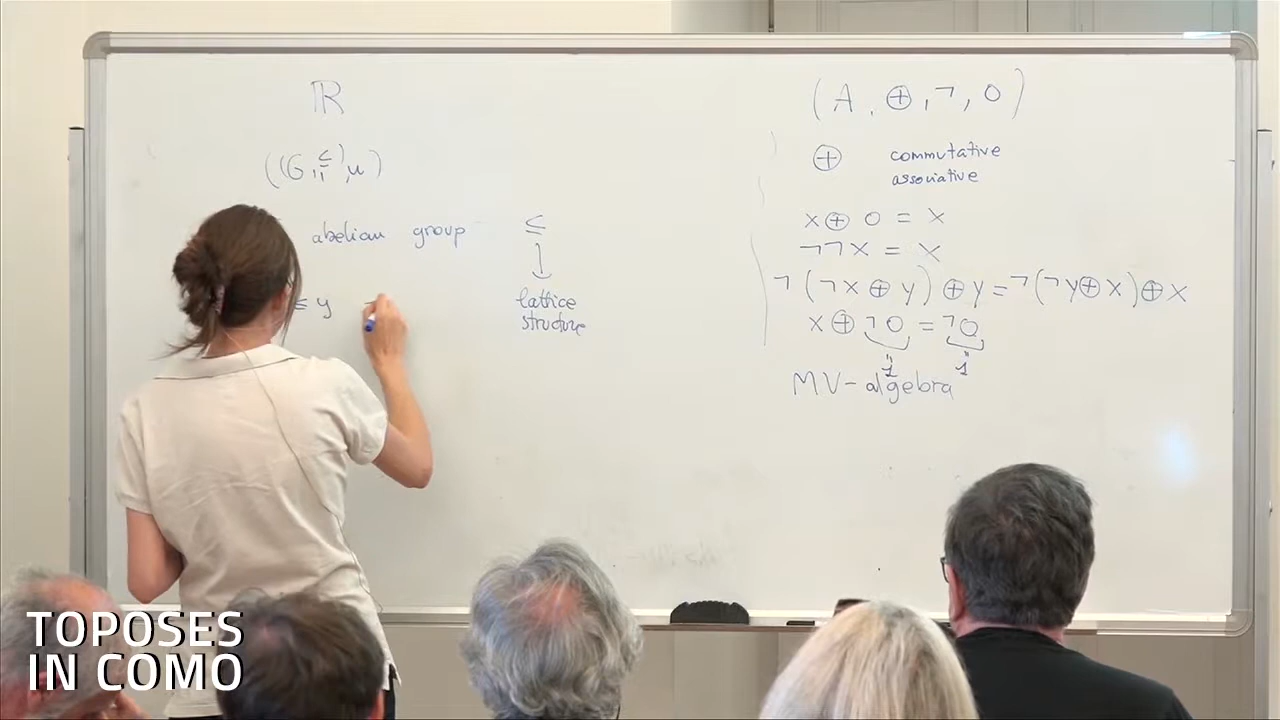 ℝ
((G, ≤), u)
abelian group ≤
lattice
structure
≤ y
(A, ⊕, ¬, 0)
⊕ commutative
associative
x ⊕ 0 = x
¬¬x = x
¬(¬x ⊕ y) ⊕ y = ¬(¬y ⊕ x) ⊕ x
x ⊕ ¬0 = ¬0
1 1
MV-algebra
TOPOSES
IN COMO